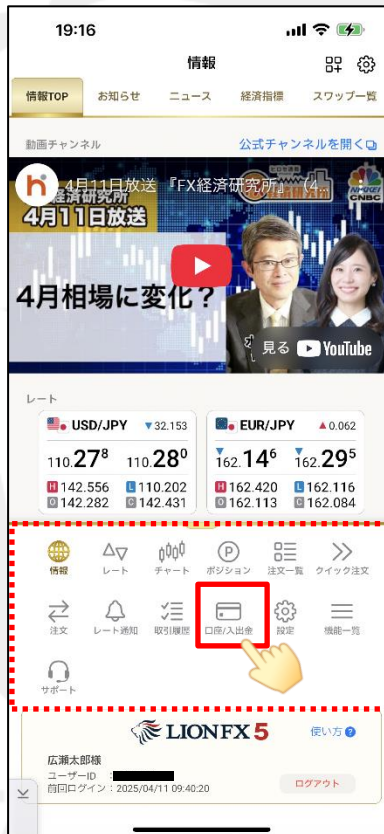 19:16
情報
情報TOP お知らせ ニュース 経済指標 スワップ一覧
動画チャンネル 公式チャンネルを開く
4月11日放送 『FX経済研究所』 (4...
経済研究所
4月11日放送
NIKKEI CNBC
4月相場に変化?
見る YouTube
レート
USD/JPY ▼32.153 EUR/JPY ▲0.062
110.27⁸ 110.28⁰ 162.14⁶ 162.29⁵
H 142.556 L 110.202 H 162.420 L 162.116
O 142.282 C 142.431 O 162.113 C 162.084
情報 レート チャート ポジション 注文一覧 クイック注文
注文 レート通知 取引履歴 口座/入出金 設定 機能一覧
サポート
LION FX 5 使い方 ?
広瀬太郎様
ユーザーID :
前回ログイン : 2025/04/11 09:40:20
ログアウト